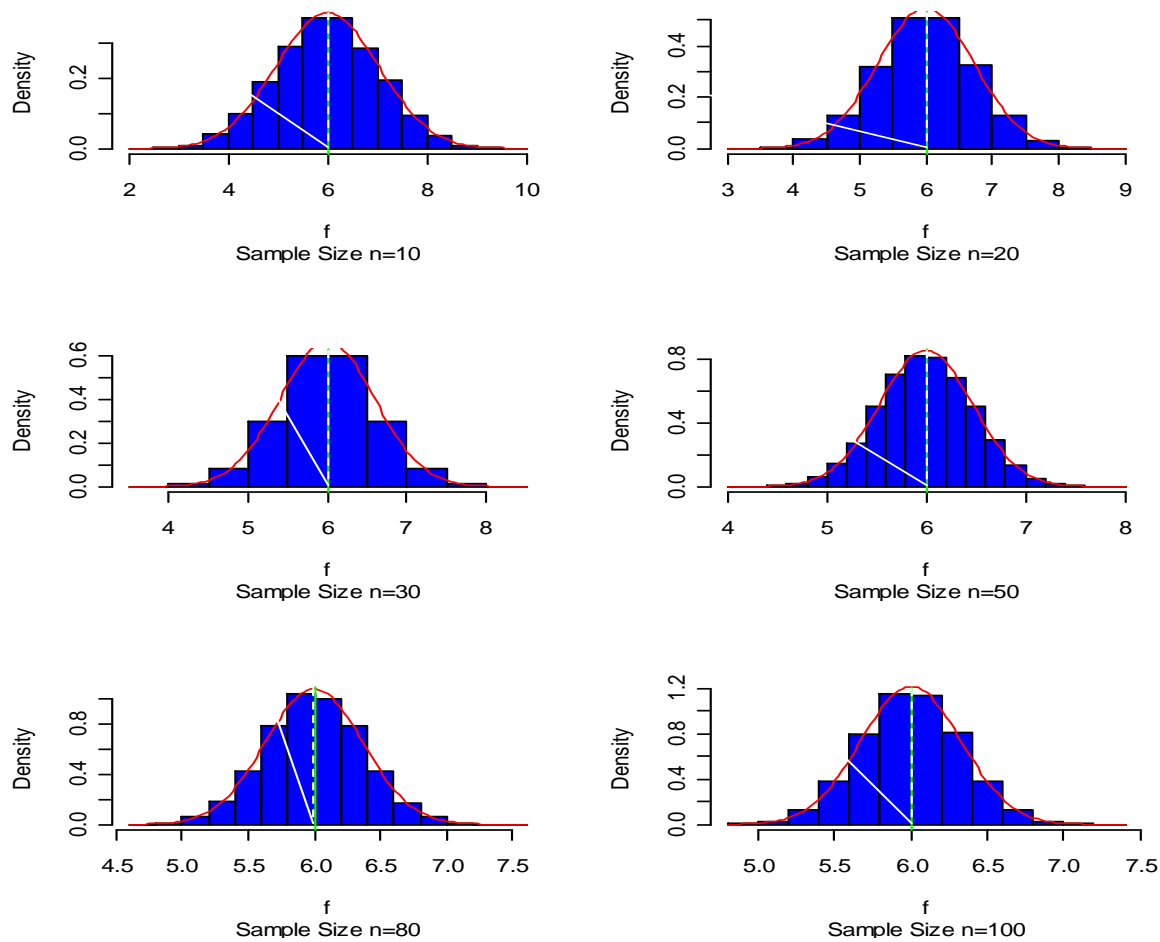 Density
0.0 0.2
2 4 6 8 10
f
Sample Size n=10
Density
0.0 0.2 0.4
3 4 5 6 7 8 9
f
Sample Size n=20
Density
0.0 0.2 0.4 0.6
4 5 6 7 8
f
Sample Size n=30
Density
0.0 0.4 0.8
4 5 6 7 8
f
Sample Size n=50
Density
0.0 0.4 0.8
4.5 5.0 5.5 6.0 6.5 7.0 7.5
f
Sample Size n=80
Density
0.0 0.4 0.8 1.2
5.0 5.5 6.0 6.5 7.0 7.5
f
Sample Size n=100